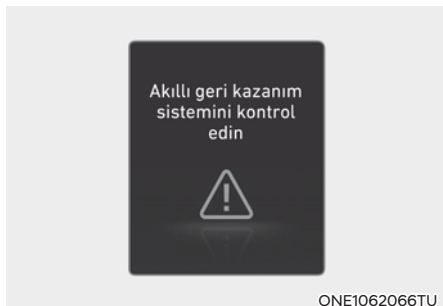 Akıllı geri kazanım
sistemini kontrol
edin
ONE1062066TU